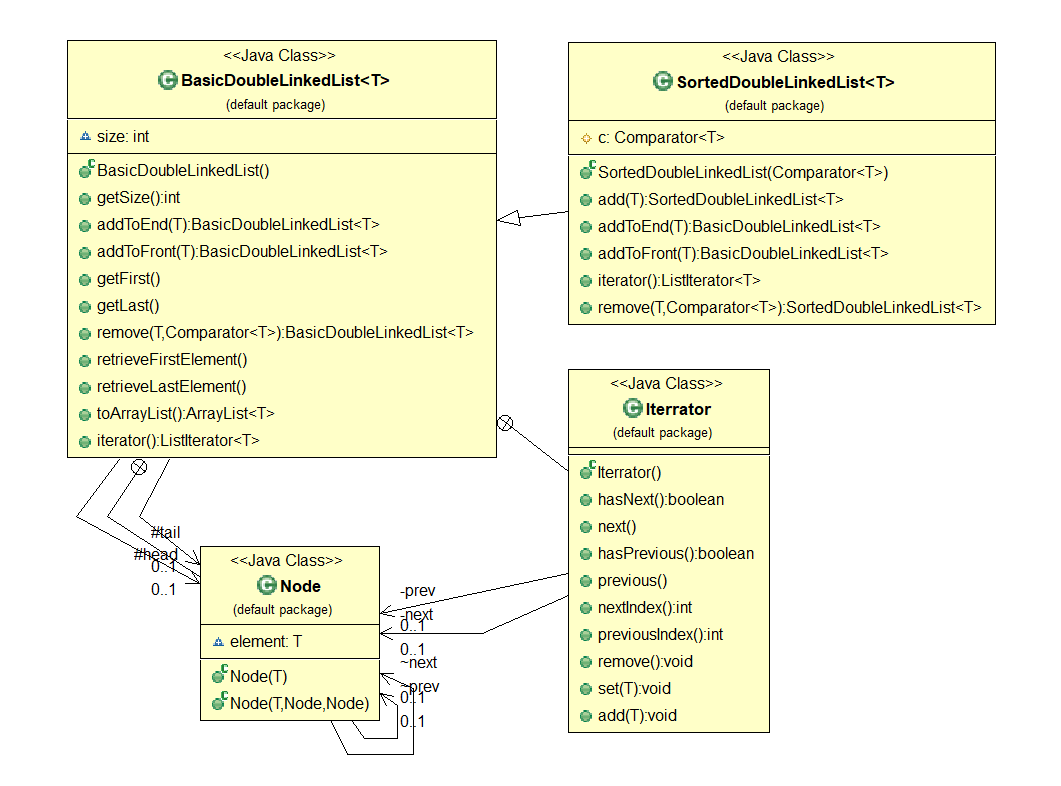 <<Java Class>>
BasicDoubleLinkedList<T>
(default package)
size: int
BasicDoubleLinkedList()
getSize():int
addToEnd(T):BasicDoubleLinkedList<T>
addToFront(T):BasicDoubleLinkedList<T>
getFirst()
getLast()
remove(T,Comparator<T>):BasicDoubleLinkedList<T>
retrieveFirstElement()
retrieveLastElement()
toArrayList():ArrayList<T>
iterator():ListIterator<T>
<<Java Class>>
SortedDoubleLinkedList<T>
(default package)
c: Comparator<T>
SortedDoubleLinkedList(Comparator<T>)
add(T):SortedDoubleLinkedList<T>
addToEnd(T):BasicDoubleLinkedList<T>
addToFront(T):BasicDoubleLinkedList<T>
iterator():ListIterator<T>
remove(T,Comparator<T>):SortedDoubleLinkedList<T>
<<Java Class>>
Iterrator
(default package)
Iterrator()
hasNext():boolean
next()
hasPrevious():boolean
previous()
nextIndex():int
previousIndex():int
remove():void
set(T):void
add(T):void
#tail
#head
0..1
0..1
<<Java Class>>
Node
(default package)
element: T
Node(T)
Node(T,Node,Node)
-prev
-next
0..1
0..1
~next
~prev
0..1
0..1